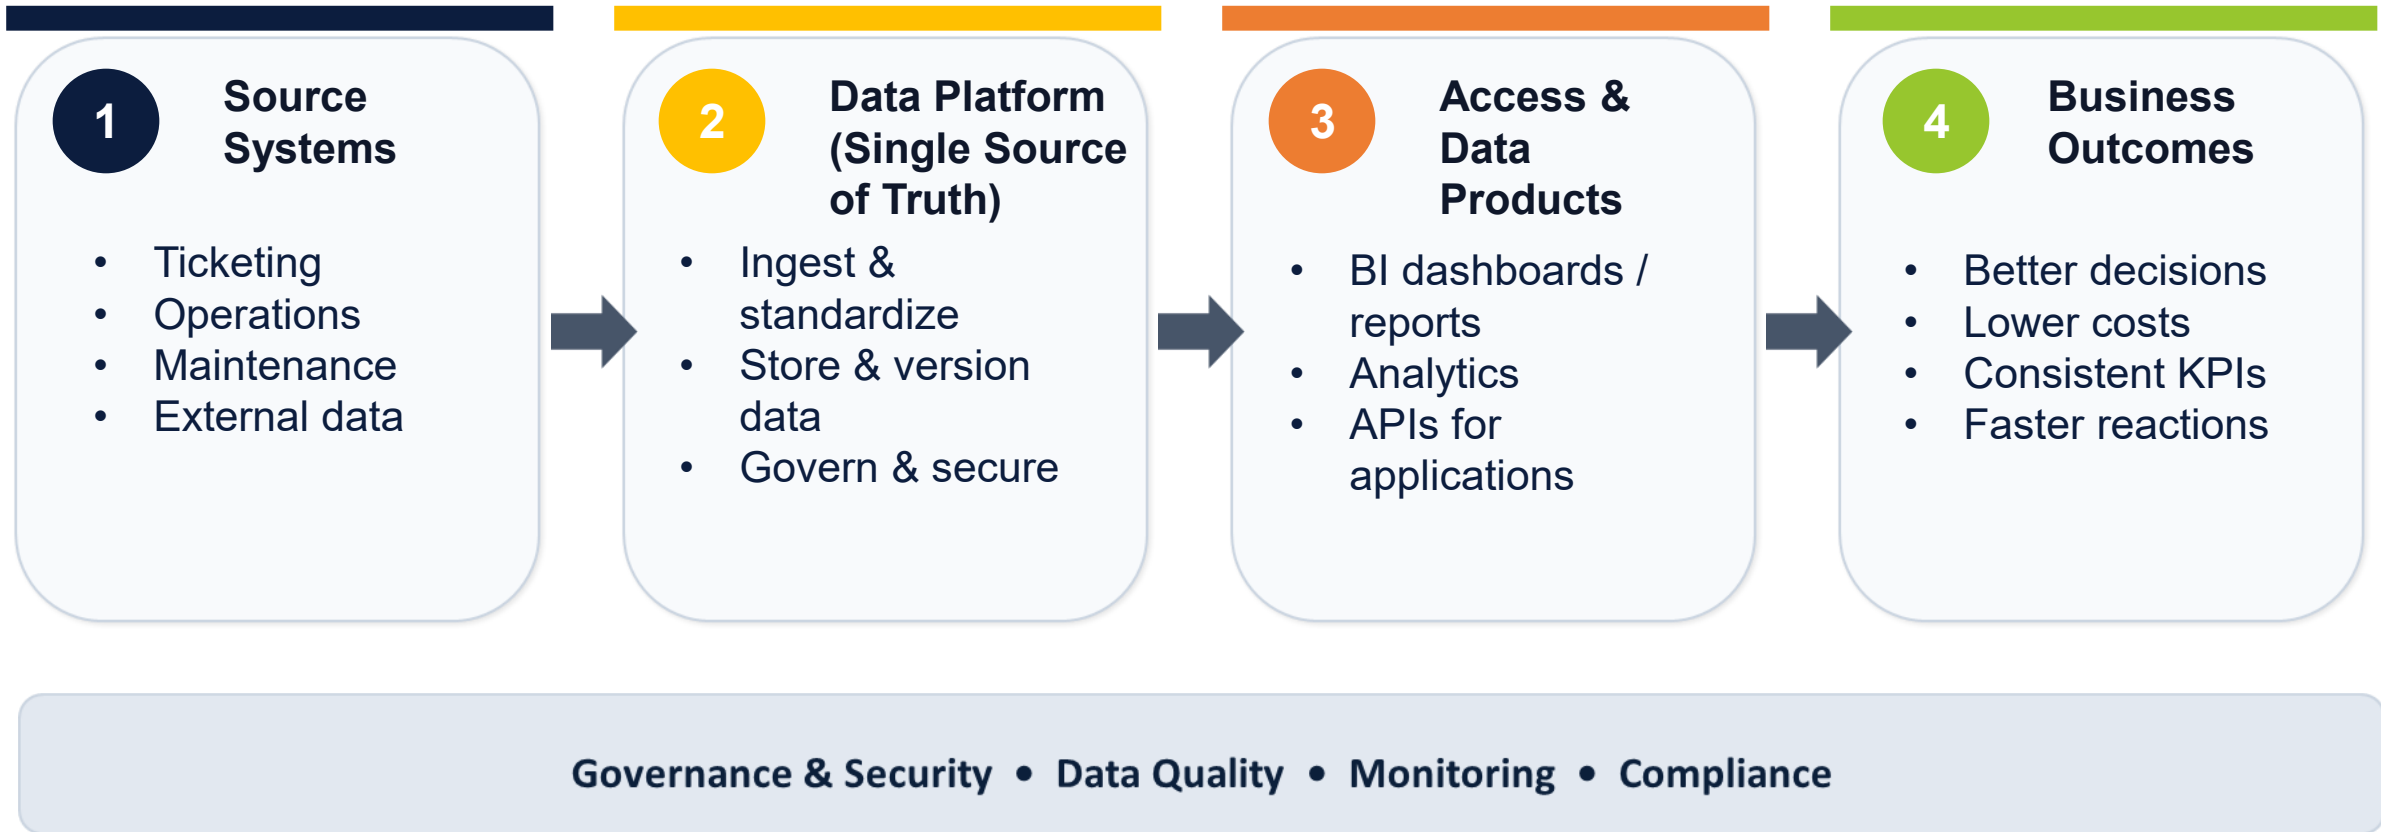 1
Source
Systems
• Ticketing
• Operations
• Maintenance
• External data
2
Data Platform
(Single Source
of Truth)
• Ingest &
standardize
• Store & version
data
• Govern & secure
3
Access &
Data
Products
• BI dashboards /
reports
• Analytics
• APIs for
applications
4
Business
Outcomes
• Better decisions
• Lower costs
• Consistent KPIs
• Faster reactions
Governance & Security • Data Quality • Monitoring • Compliance